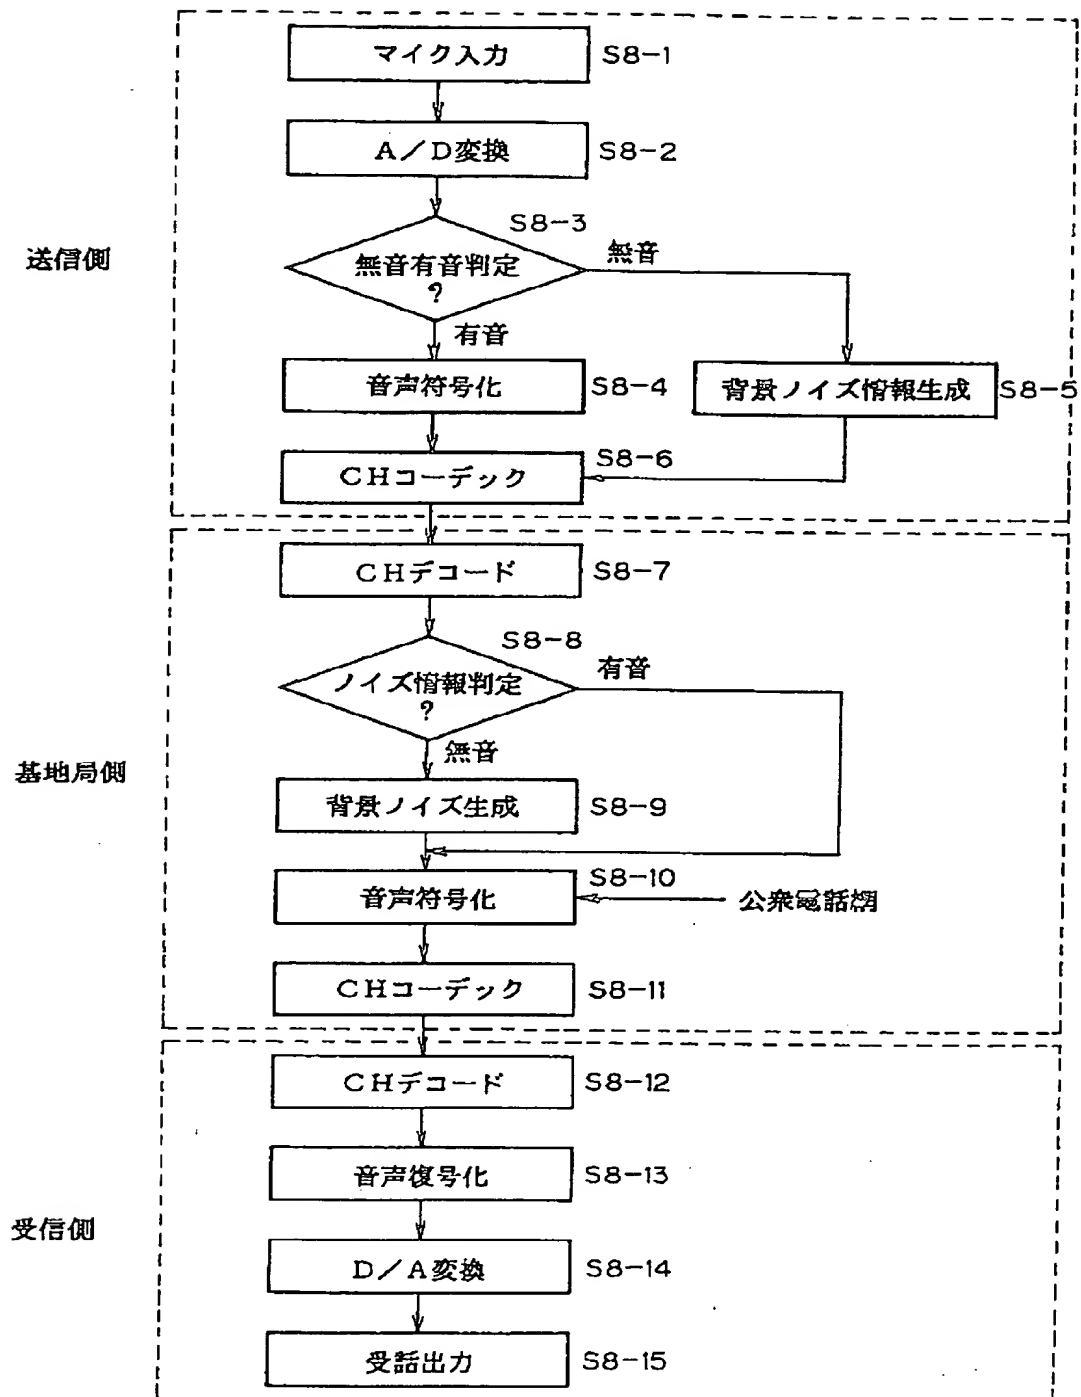 マイク入力 S8-1
A/D変換 S8-2
S8-3
送信側
無音有音判定
?
無音
有音
音声符号化 S8-4
背景ノイズ情報生成 S8-5
S8-6
CHコーデック
CHデコード S8-7
S8-8
ノイズ情報判定
?
有音
無音
基地局側
背景ノイズ生成 S8-9
S8-10
音声符号化
公衆電話網
CHコーデック S8-11
CHデコード S8-12
音声復号化 S8-13
受信側
D/A変換 S8-14
受話出力 S8-15